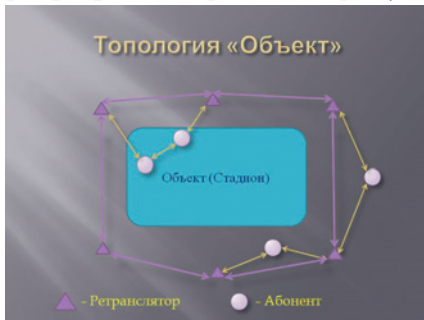 Топология «Объект»
Объект (Стадион)
- Ретранслятор
- Абонент